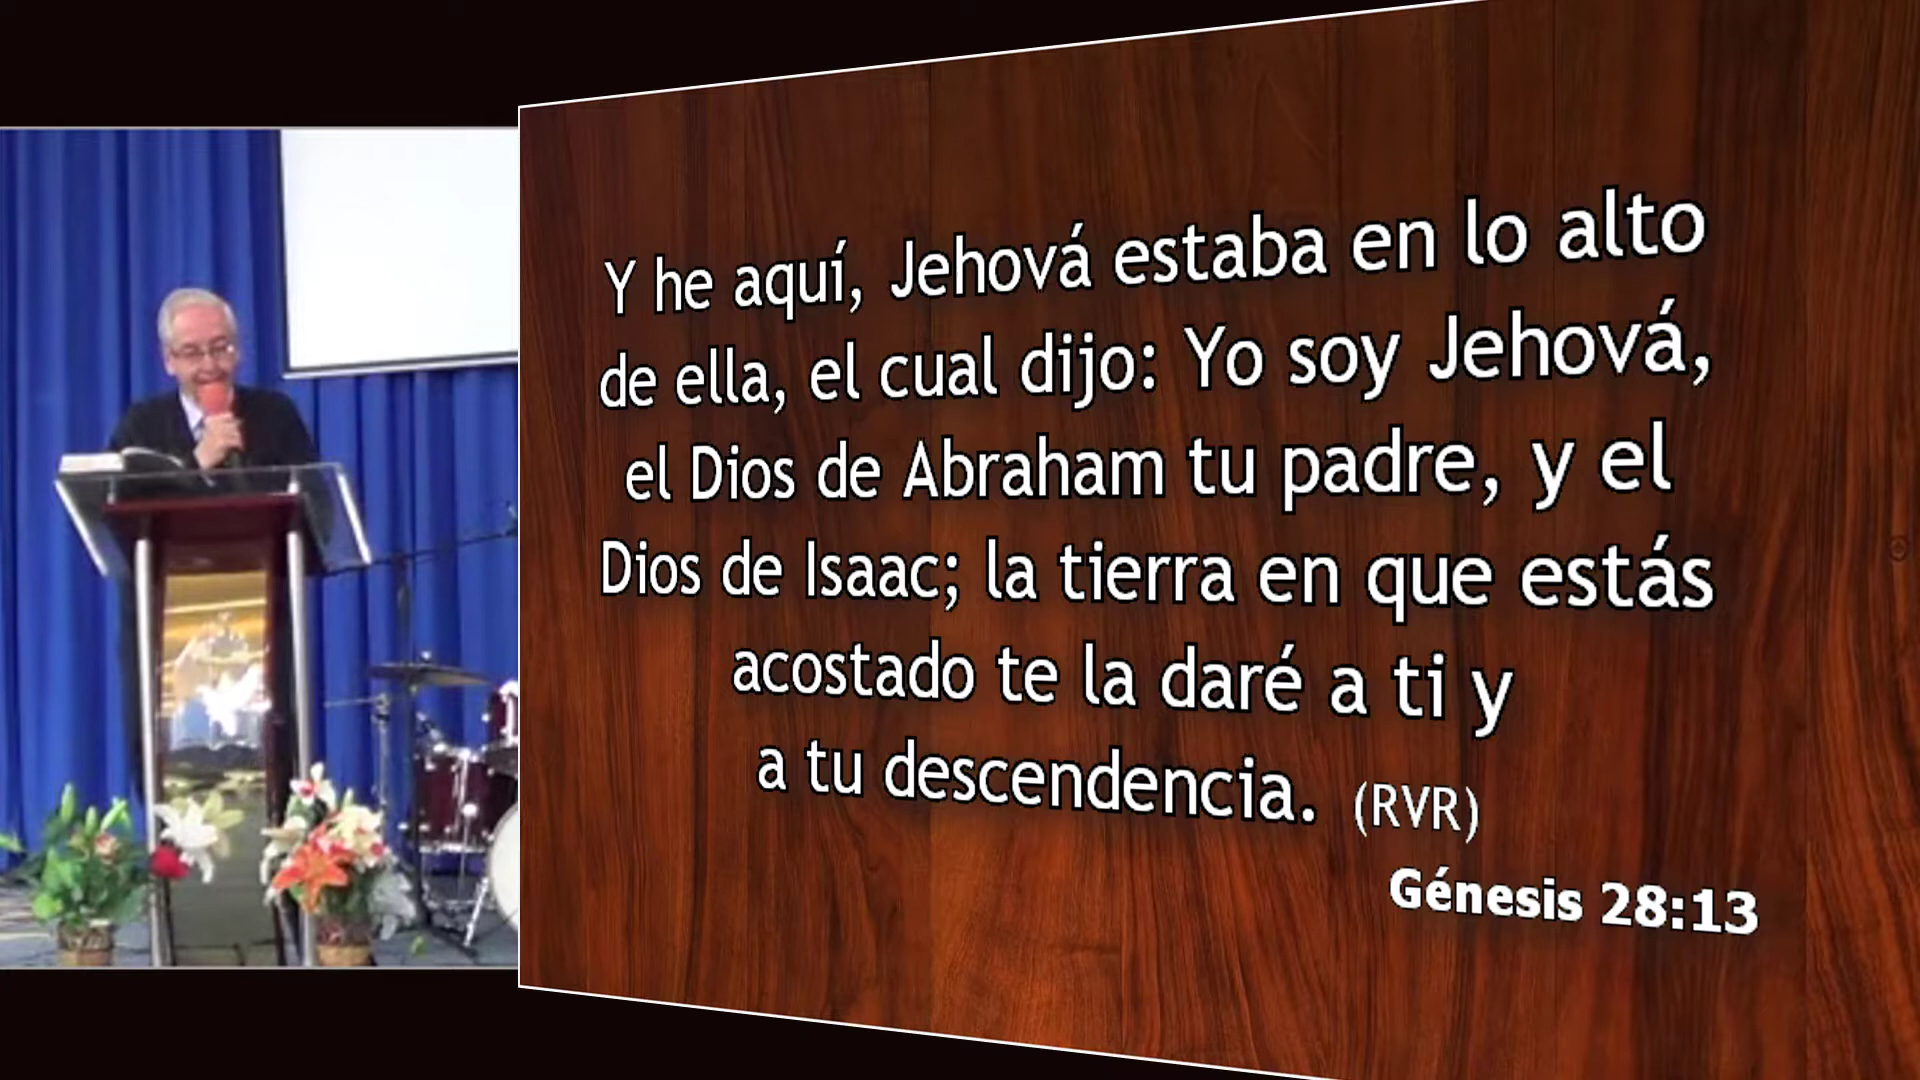 Y he aquí, Jehová estaba en lo alto
de ella, el cual dijo: Yo soy Jehová,
el Dios de Abraham tu padre, y el
Dios de Isaac; la tierra en que estás
acostado te la daré a ti y
a tu descendencia. (RVR)
Génesis 28:13